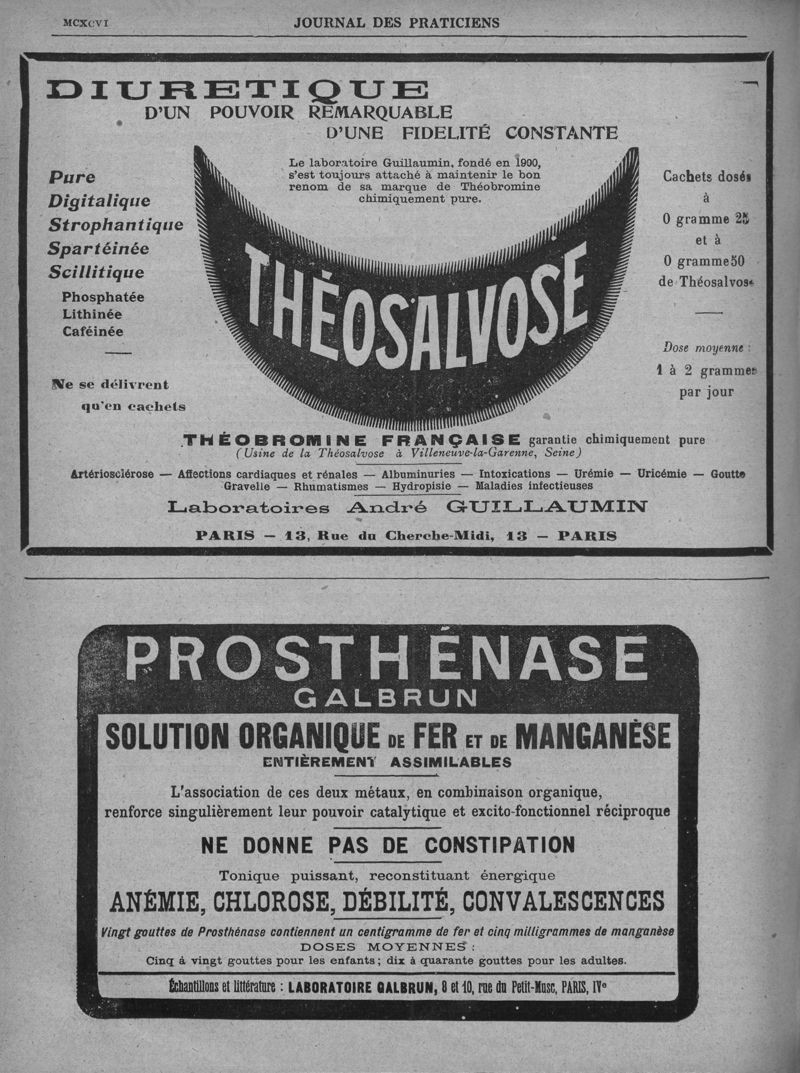 MCXCVI
JOURNAL DES PRATICIENS
DIURETIQUE
D'UN POUVOIR REMARQUABLE
D'UNE FIDELITÉ CONSTANTE
Le laboratoire Guillaumin, fondé en 1900,
s'est toujours attaché à maintenir le bon
renom de sa marque de Théobromine
chimiquement pure.
Pure
Digitalique
Strophantique
Spartéinée
Scillitique
Phosphatée
Lithinée
Caféinée
Ne se délivrent
qu'en cachets
THÉOSALVOSE
Cachets dosés
à
0 gramme 25
et à
0 gramme 50
de Théosalvose
Dose moyenne :
1 à 2 grammes
par jour
THÉOBROMINE FRANÇAISE garantie chimiquement pure
(Usine de la Théosalvose à Villeneuve-la-Garenne, Seine)
Artériosclérose — Affections cardiaques et rénales — Albuminuries — Intoxications — Urémie — Uricémie — Goutte
Gravelle — Rhumatismes — Hydropisie — Maladies infectieuses
Laboratoires André GUILLAUMIN
PARIS — 13, Rue du Cherche-Midi, 13 — PARIS
PROSTHÉNASE
GALBRUN
SOLUTION ORGANIQUE DE FER ET DE MANGANÈSE
ENTIÈREMENT ASSIMILABLES
L'association de ces deux métaux, en combinaison organique,
renforce singulièrement leur pouvoir catalytique et excito-fonctionnel réciproque
NE DONNE PAS DE CONSTIPATION
Tonique puissant, reconstituant énergique
ANÉMIE, CHLOROSE, DÉBILITÉ, CONVALESCENCES
Vingt gouttes de Prosthénase contiennent un centigramme de fer et cinq milligrammes de manganèse
DOSES MOYENNES :
Cinq à vingt gouttes pour les enfants ; dix à quarante gouttes pour les adultes.
Échantillons et littérature : LABORATOIRE GALBRUN, 8 et 10, rue du Petit-Musc, PARIS, IVe